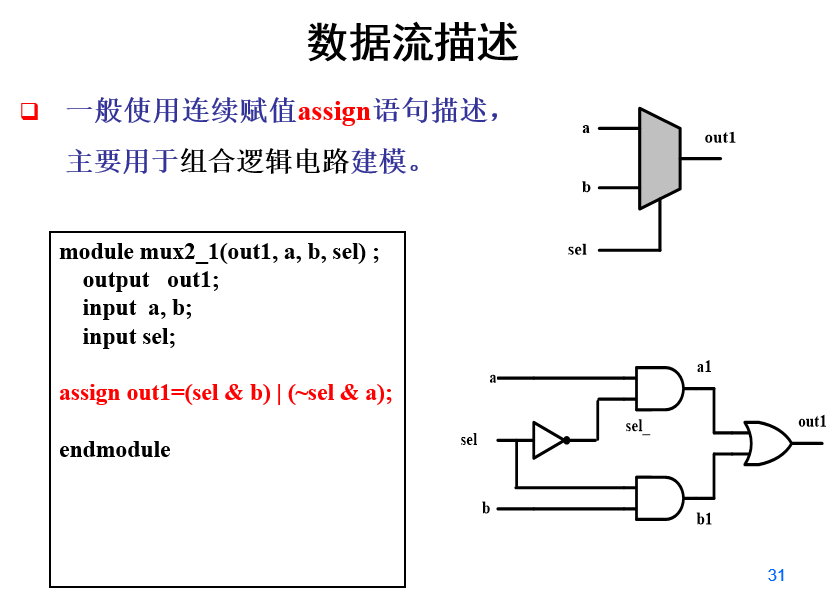 数据流描述
一般使用连续赋值assign语句描述，
主要用于组合逻辑电路建模。
module mux2_1(out1, a, b, sel) ;
output out1;
input a, b;
input sel;
assign out1=(sel & b) | (~sel & a);
endmodule
a
out1
b
sel
a
a1
sel_
out1
sel
b
b1
31